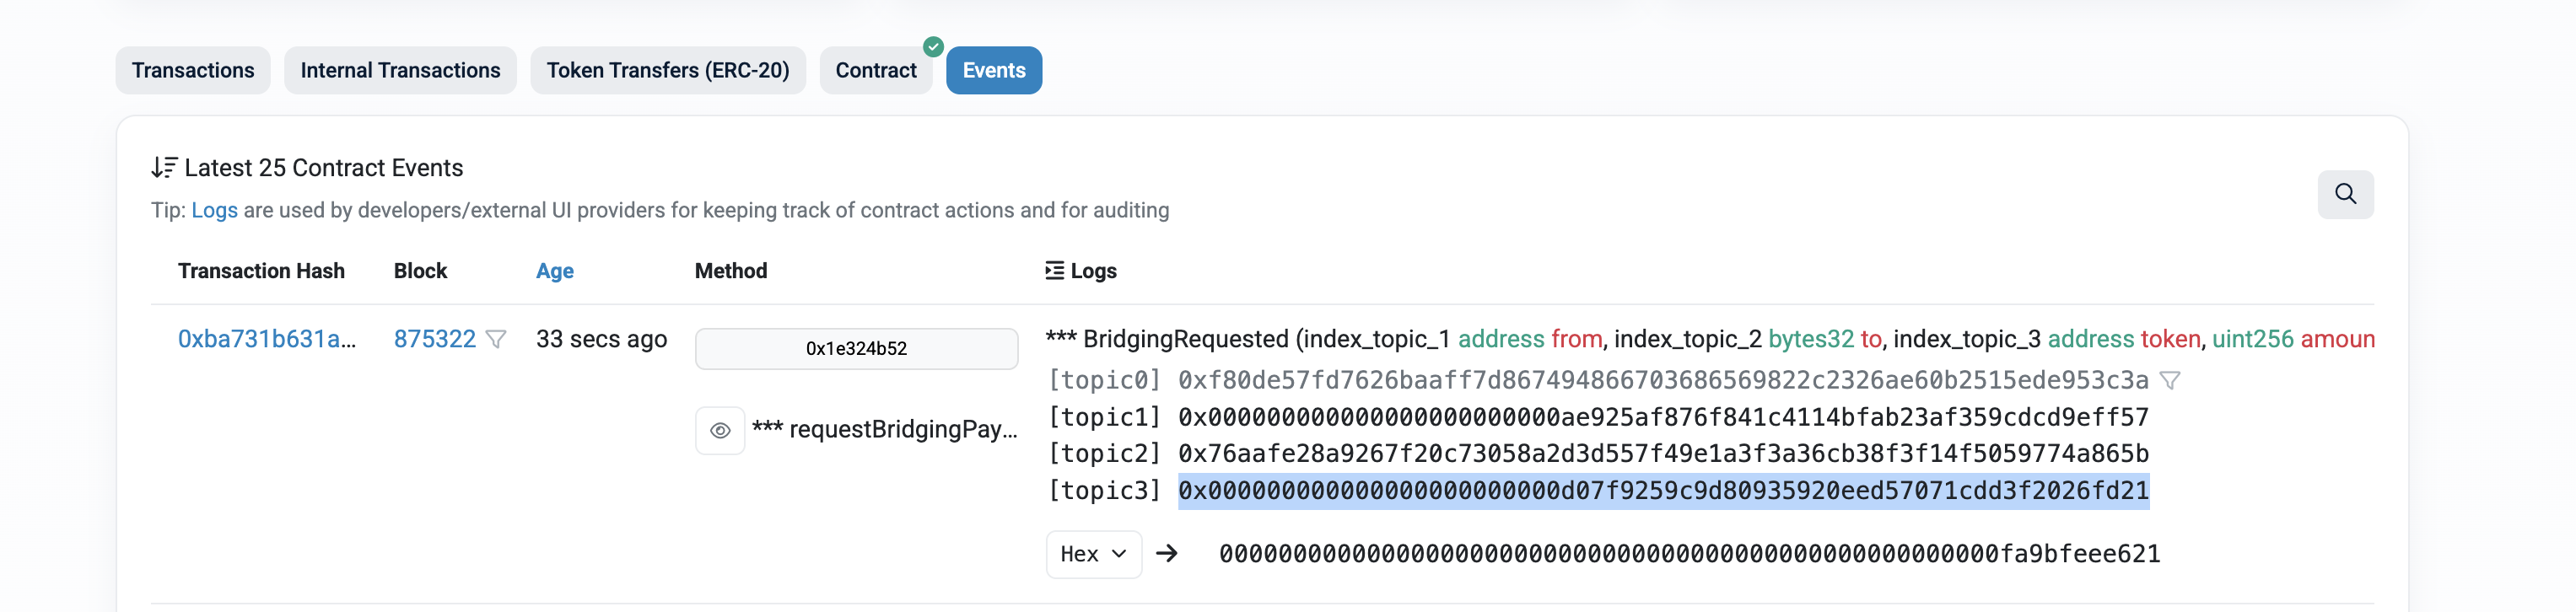 Transactions
Internal Transactions
Token Transfers (ERC-20)
Contract
Events
Latest 25 Contract Events
Tip: Logs are used by developers/external UI providers for keeping track of contract actions and for auditing
Transaction Hash Block Age Method Logs
0xba731b631a... 875322 33 secs ago 0x1e324b52 *** BridgingRequested (index_topic_1 address from, index_topic_2 bytes32 to, index_topic_3 address token, uint256 amoun
[topic0] 0xf80de57fd7626baaff7d867494866703686569822c2326ae60b2515ede953c3a
[topic1] 0x000000000000000000000000ae925af876f841c4114bfab23af359cdcd9eff57
*** requestBridgingPay...
[topic2] 0x76aafe28a9267f20c73058a2d3d557f49e1a3f3a36cb38f3f14f5059774a865b
[topic3] 0x000000000000000000000000d07f9259c9d80935920eed57071cdd3f2026fd21
Hex → 00000000000000000000000000000000000000000000000000000fa9bfeee621